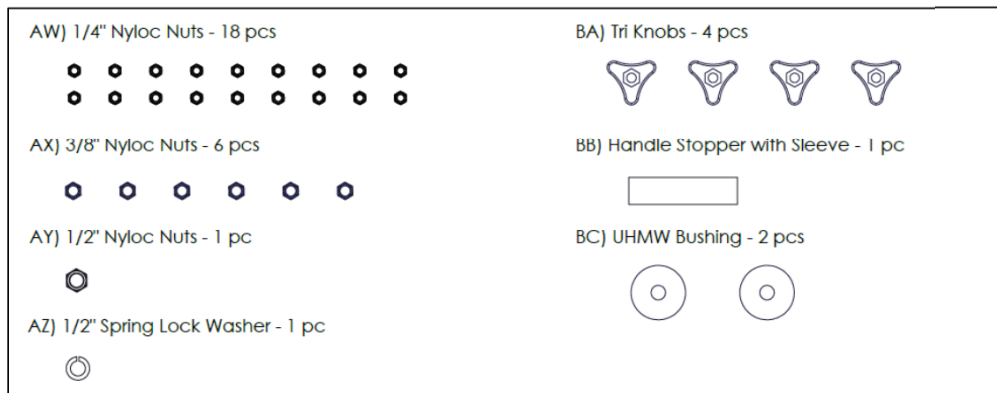 AW) 1/4" Nyloc Nuts - 18 pcs
AX) 3/8" Nyloc Nuts - 6 pcs
AY) 1/2" Nyloc Nuts - 1 pc
AZ) 1/2" Spring Lock Washer - 1 pc
BA) Tri Knobs - 4 pcs
BB) Handle Stopper with Sleeve - 1 pc
BC) UHMW Bushing - 2 pcs